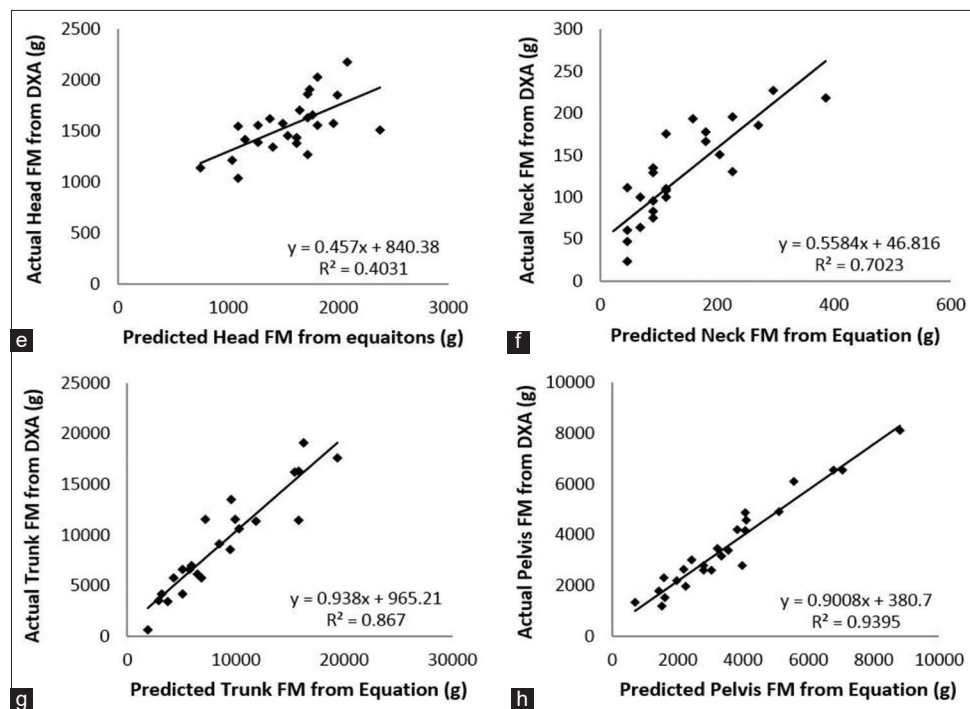 Actual Head FM from DXA (g)
2500
2000
1500
1000
500
0
y = 0.457x + 840.38
R² = 0.4031
0 1000 2000 3000
Predicted Head FM from equaitons (g)
e
Actual Neck FM from DXA (g)
300
250
200
150
100
50
0
y = 0.5584x + 46.816
R² = 0.7023
0 200 400 600
Predicted Neck FM from Equation (g)
f
Actual Trunk FM from DXA (g)
25000
20000
15000
10000
5000
0
y = 0.938x + 965.21
R² = 0.867
0 10000 20000 30000
Predicted Trunk FM from Equation (g)
g
Actual Pelvis FM from DXA (g)
10000
8000
6000
4000
2000
0
y = 0.9008x + 380.7
R² = 0.9395
0 2000 4000 6000 8000 10000
Predicted Pelvis FM from Equation (g)
h